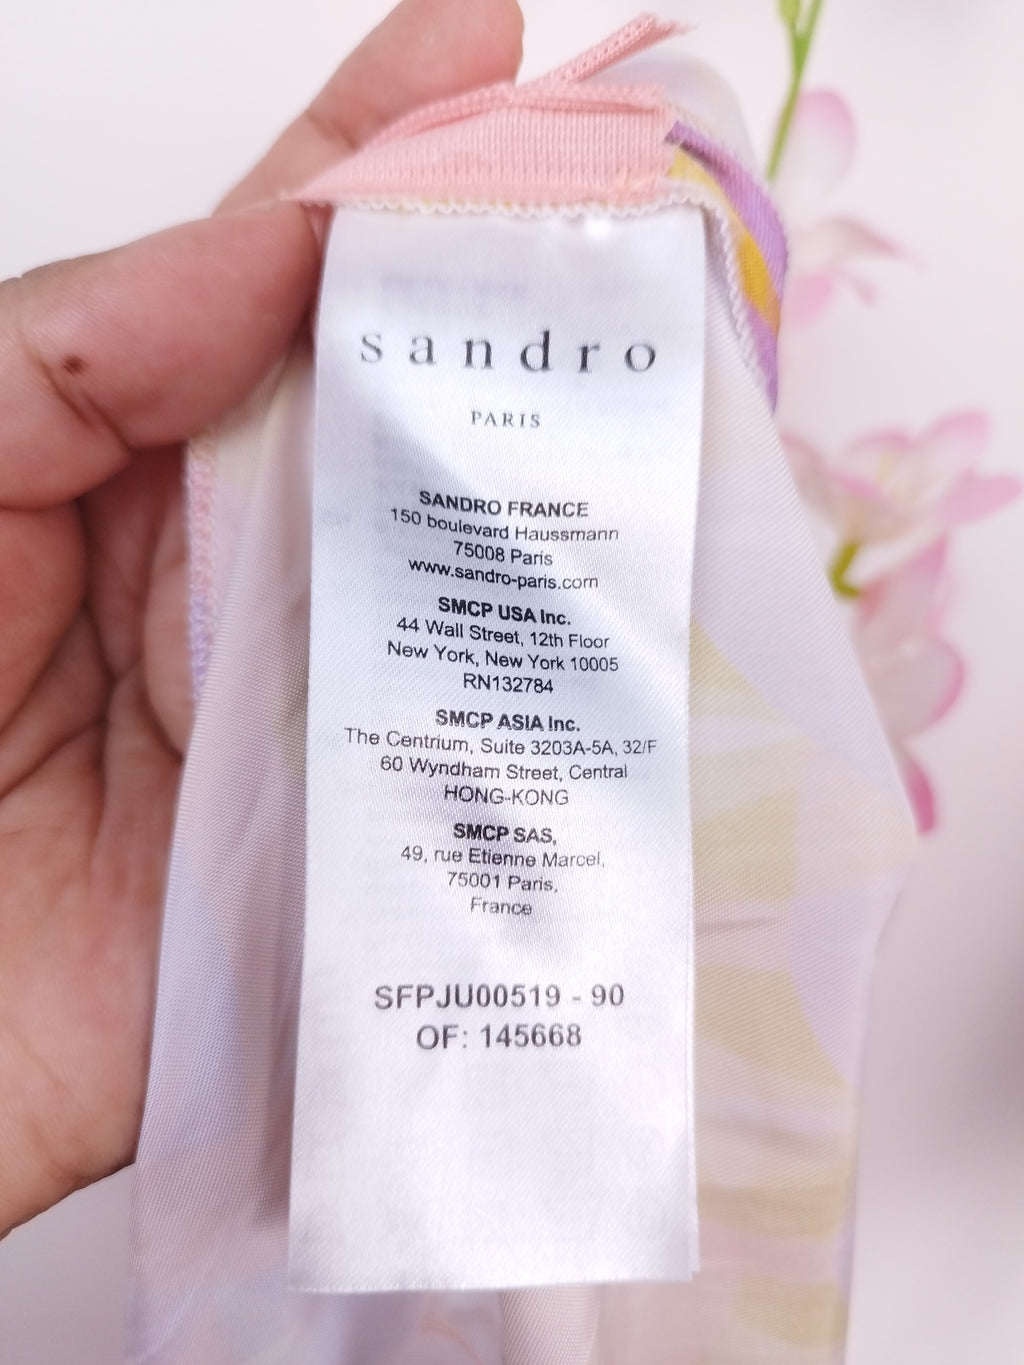 sandro
PARIS
SANDRO FRANCE
150 boulevard Haussmann
75008 Paris
www.sandro-paris.com
SMCP USA Inc.
44 Wall Street, 12th Floor
New York, New York 10005
RN132784
SMCP ASIA Inc.
The Centrium, Suite 3203A-5A, 32/F
60 Wyndham Street, Central
HONG-KONG
SMCP SAS,
49, rue Etienne Marcel,
75001 Paris,
France
SFPJU00519 - 90
OF: 145668